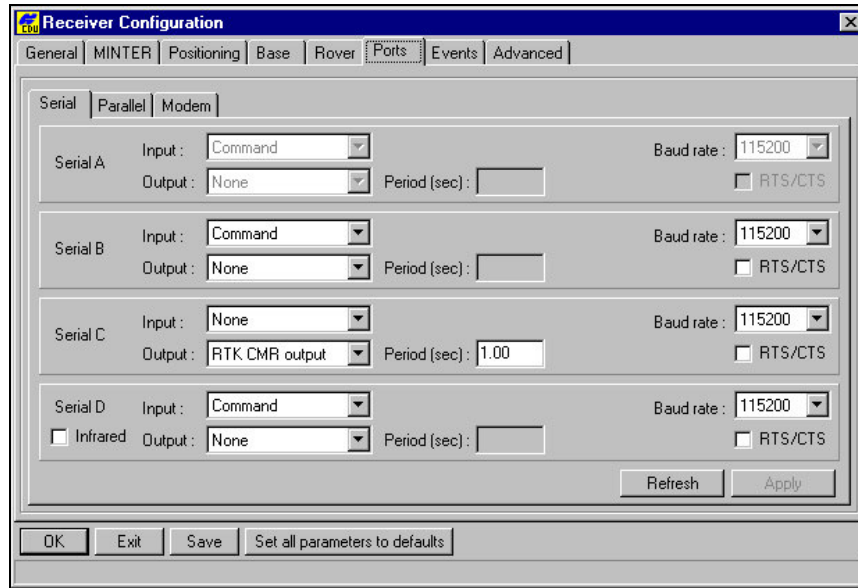 CDU Receiver Configuration
General MINTER Positioning Base Rover Ports Events Advanced
Serial Parallel Modem
Serial A Input : Command Baud rate : 115200
Output : None Period (sec) : RTS/CTS
Serial B Input : Command Baud rate : 115200
Output : None Period (sec) : RTS/CTS
Serial C Input : None Baud rate : 115200
Output : RTK CMR output Period (sec) : 1.00 RTS/CTS
Serial D Input : Command Baud rate : 115200
Infrared Output : None Period (sec) : RTS/CTS
Refresh Apply
OK Exit Save Set all parameters to defaults